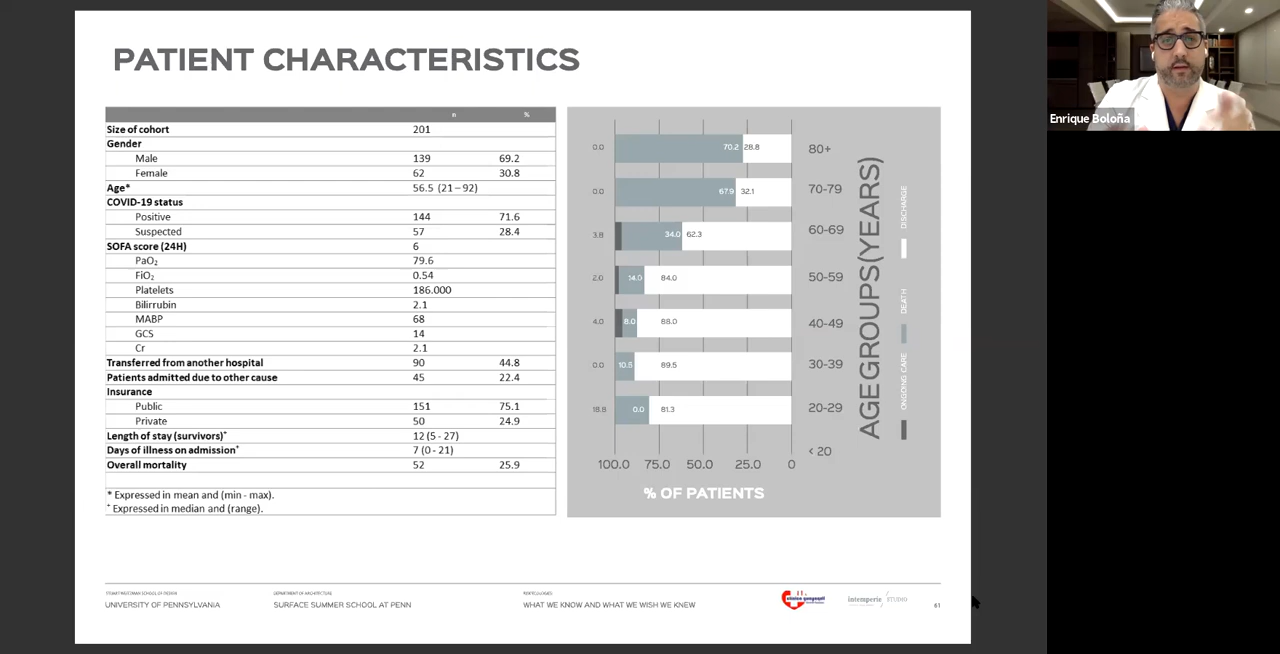 PATIENT CHARACTERISTICS
n %
Size of cohort 201
Gender
Male 139 69.2
Female 62 30.8
Age* 56.5 (21 – 92)
COVID-19 status
Positive 144 71.6
Suspected 57 28.4
SOFA score (24H) 6
PaO₂ 79.6
FiO₂ 0.54
Platelets 186.000
Bilirrubin 2.1
MABP 68
GCS 14
Cr 2.1
Transferred from another hospital 90 44.8
Patients admitted due to other cause 45 22.4
Insurance
Public 151 75.1
Private 50 24.9
Length of stay (survivors)⁺ 12 (5 - 27)
Days of illness on admission⁺ 7 (0 - 21)
Overall mortality 52 25.9
* Expressed in mean and (min - max).
⁺ Expressed in median and (range).
0.0 70.2 28.8 80+
0.0 67.9 32.1 70-79
3.8 34.0 62.3 60-69
2.0 14.0 84.0 50-59
4.0 8.0 88.0 40-49
0.0 10.5 89.5 30-39
18.8 0.0 81.3 20-29
< 20
100.0 75.0 50.0 25.0 0
% OF PATIENTS
AGE GROUPS (YEARS)
ONGOING CARE DEATH DISCHARGE
UNIVERSITY OF PENNSYLVANIA
DEPARTMENT OF ARCHITECTURE
SURFACE SUMMER SCHOOL AT PENN
WHAT WE KNOW AND WHAT WE WISH WE KNEW
intemperie / STUDIO
61
Enrique Boloña